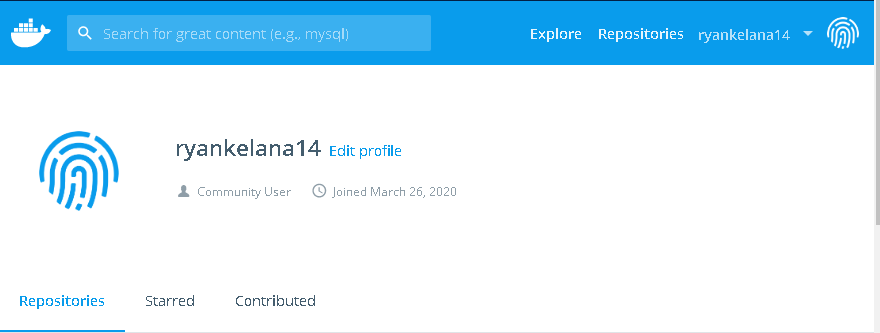 Search for great content (e.g., mysql) Explore Repositories ryankelana14
ryankelana14 Edit profile
Community User Joined March 26, 2020
Repositories Starred Contributed